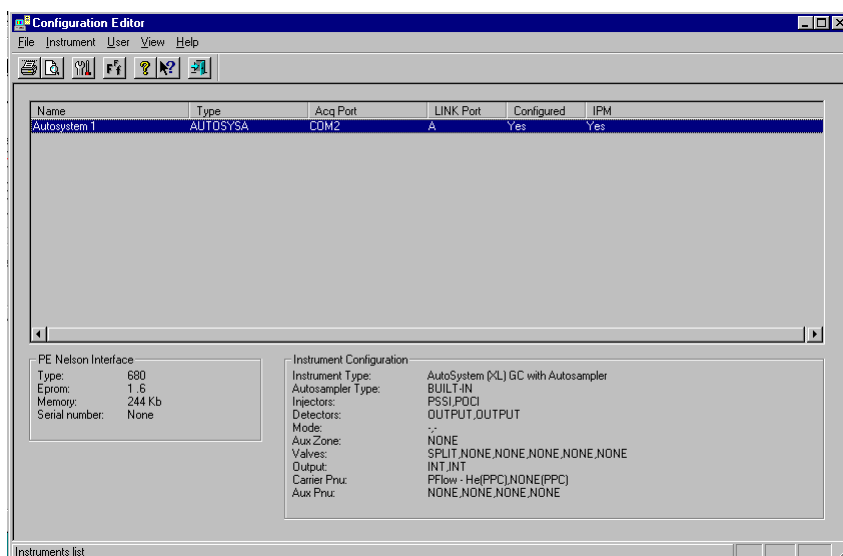 Configuration Editor
File Instrument User View Help
Name Type Acq Port LINK Port Configured IPM
Autosystem 1 AUTOSYSA COM2 A Yes Yes
PE Nelson Interface
Type: 680
Eprom: 1.6
Memory: 244 Kb
Serial number: None
Instrument Configuration
Instrument Type: AutoSystem (XL) GC with Autosampler
Autosampler Type: BUILT-IN
Injectors: PSSI,POCI
Detectors: OUTPUT,OUTPUT
Mode: -,-
Aux Zone: NONE
Valves: SPLIT,NONE,NONE,NONE,NONE,NONE
Output: INT,INT
Carrier Pnu: PFlow - He(PPC),NONE(PPC)
Aux Pnu: NONE,NONE,NONE,NONE
Instruments list